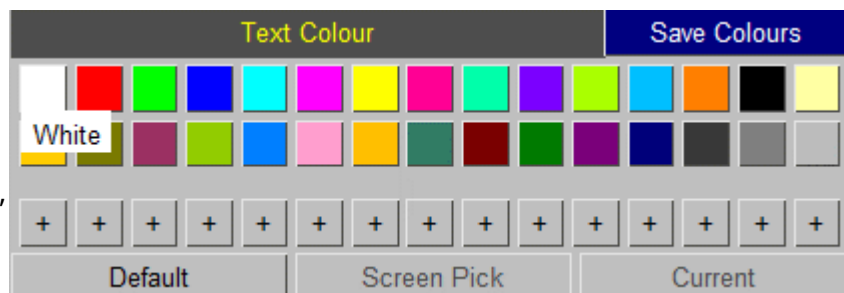 Text Colour Save Colours
White
, + + + + + + + + + + + + + + +
Default Screen Pick Current